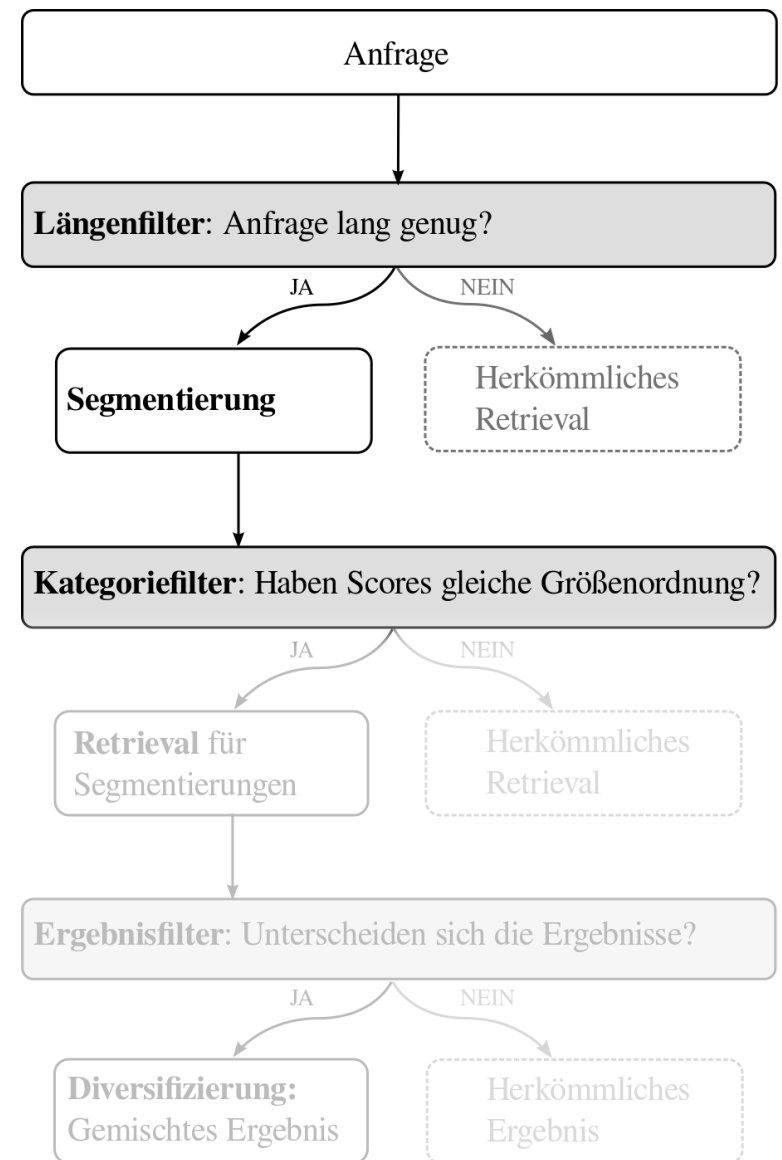 Anfrage
Längenfilter: Anfrage lang genug?
JA
NEIN
Segmentierung
Herkömmliches
Retrieval
Kategoriefilter: Haben Scores gleiche Größenordnung?
JA
NEIN
Retrieval für
Segmentierungen
Herkömmliches
Retrieval
Ergebnisfilter: Unterscheiden sich die Ergebnisse?
JA
NEIN
Diversifizierung:
Gemischtes Ergebnis
Herkömmliches
Ergebnis